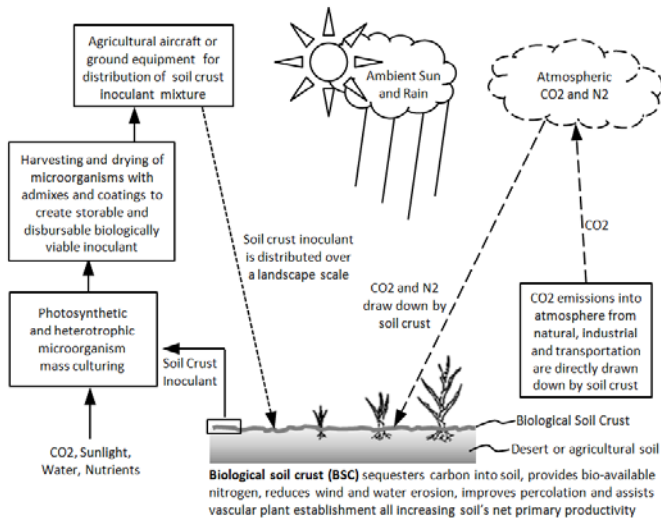 Agricultural aircraft or
ground equipment for
distribution of soil crust
inoculant mixture
Ambient Sun
and Rain
Atmospheric
CO2 and N2
Harvesting and drying of
microorganisms with
admixes and coatings to
create storable and
disbursable biologically
viable inoculant
Soil crust inoculant
is distributed over
a landscape scale
CO2
CO2 and N2
draw down by
soil crust
CO2 emissions into
atmosphere from
natural, industrial
and transportation
are directly drawn
down by soil crust
Photosynthetic
and heterotrophic
microorganism
mass culturing
Soil Crust
Inoculant
CO2, Sunlight,
Water, Nutrients
Biological Soil Crust
Desert or agricultural soil
Biological soil crust (BSC) sequesters carbon into soil, provides bio-available
nitrogen, reduces wind and water erosion, improves percolation and assists
vascular plant establishment all increasing soil's net primary productivity